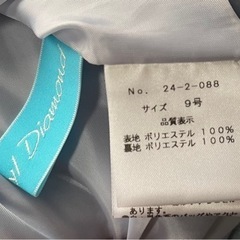 Diamond
No. 24-2-088
サイズ 9号
品質表示
表地 ポリエステル 100%
裏地 ポリエステル 100%
あります。